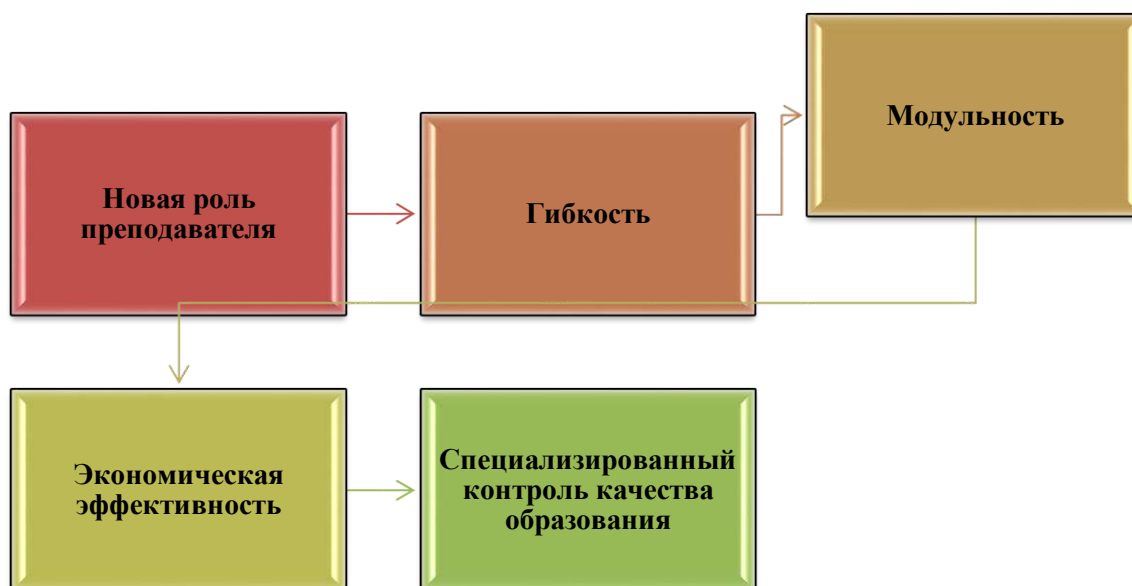 Новая роль
преподавателя
Гибкость
Модульность
Экономическая
эффективность
Специализированный
контроль качества
образования